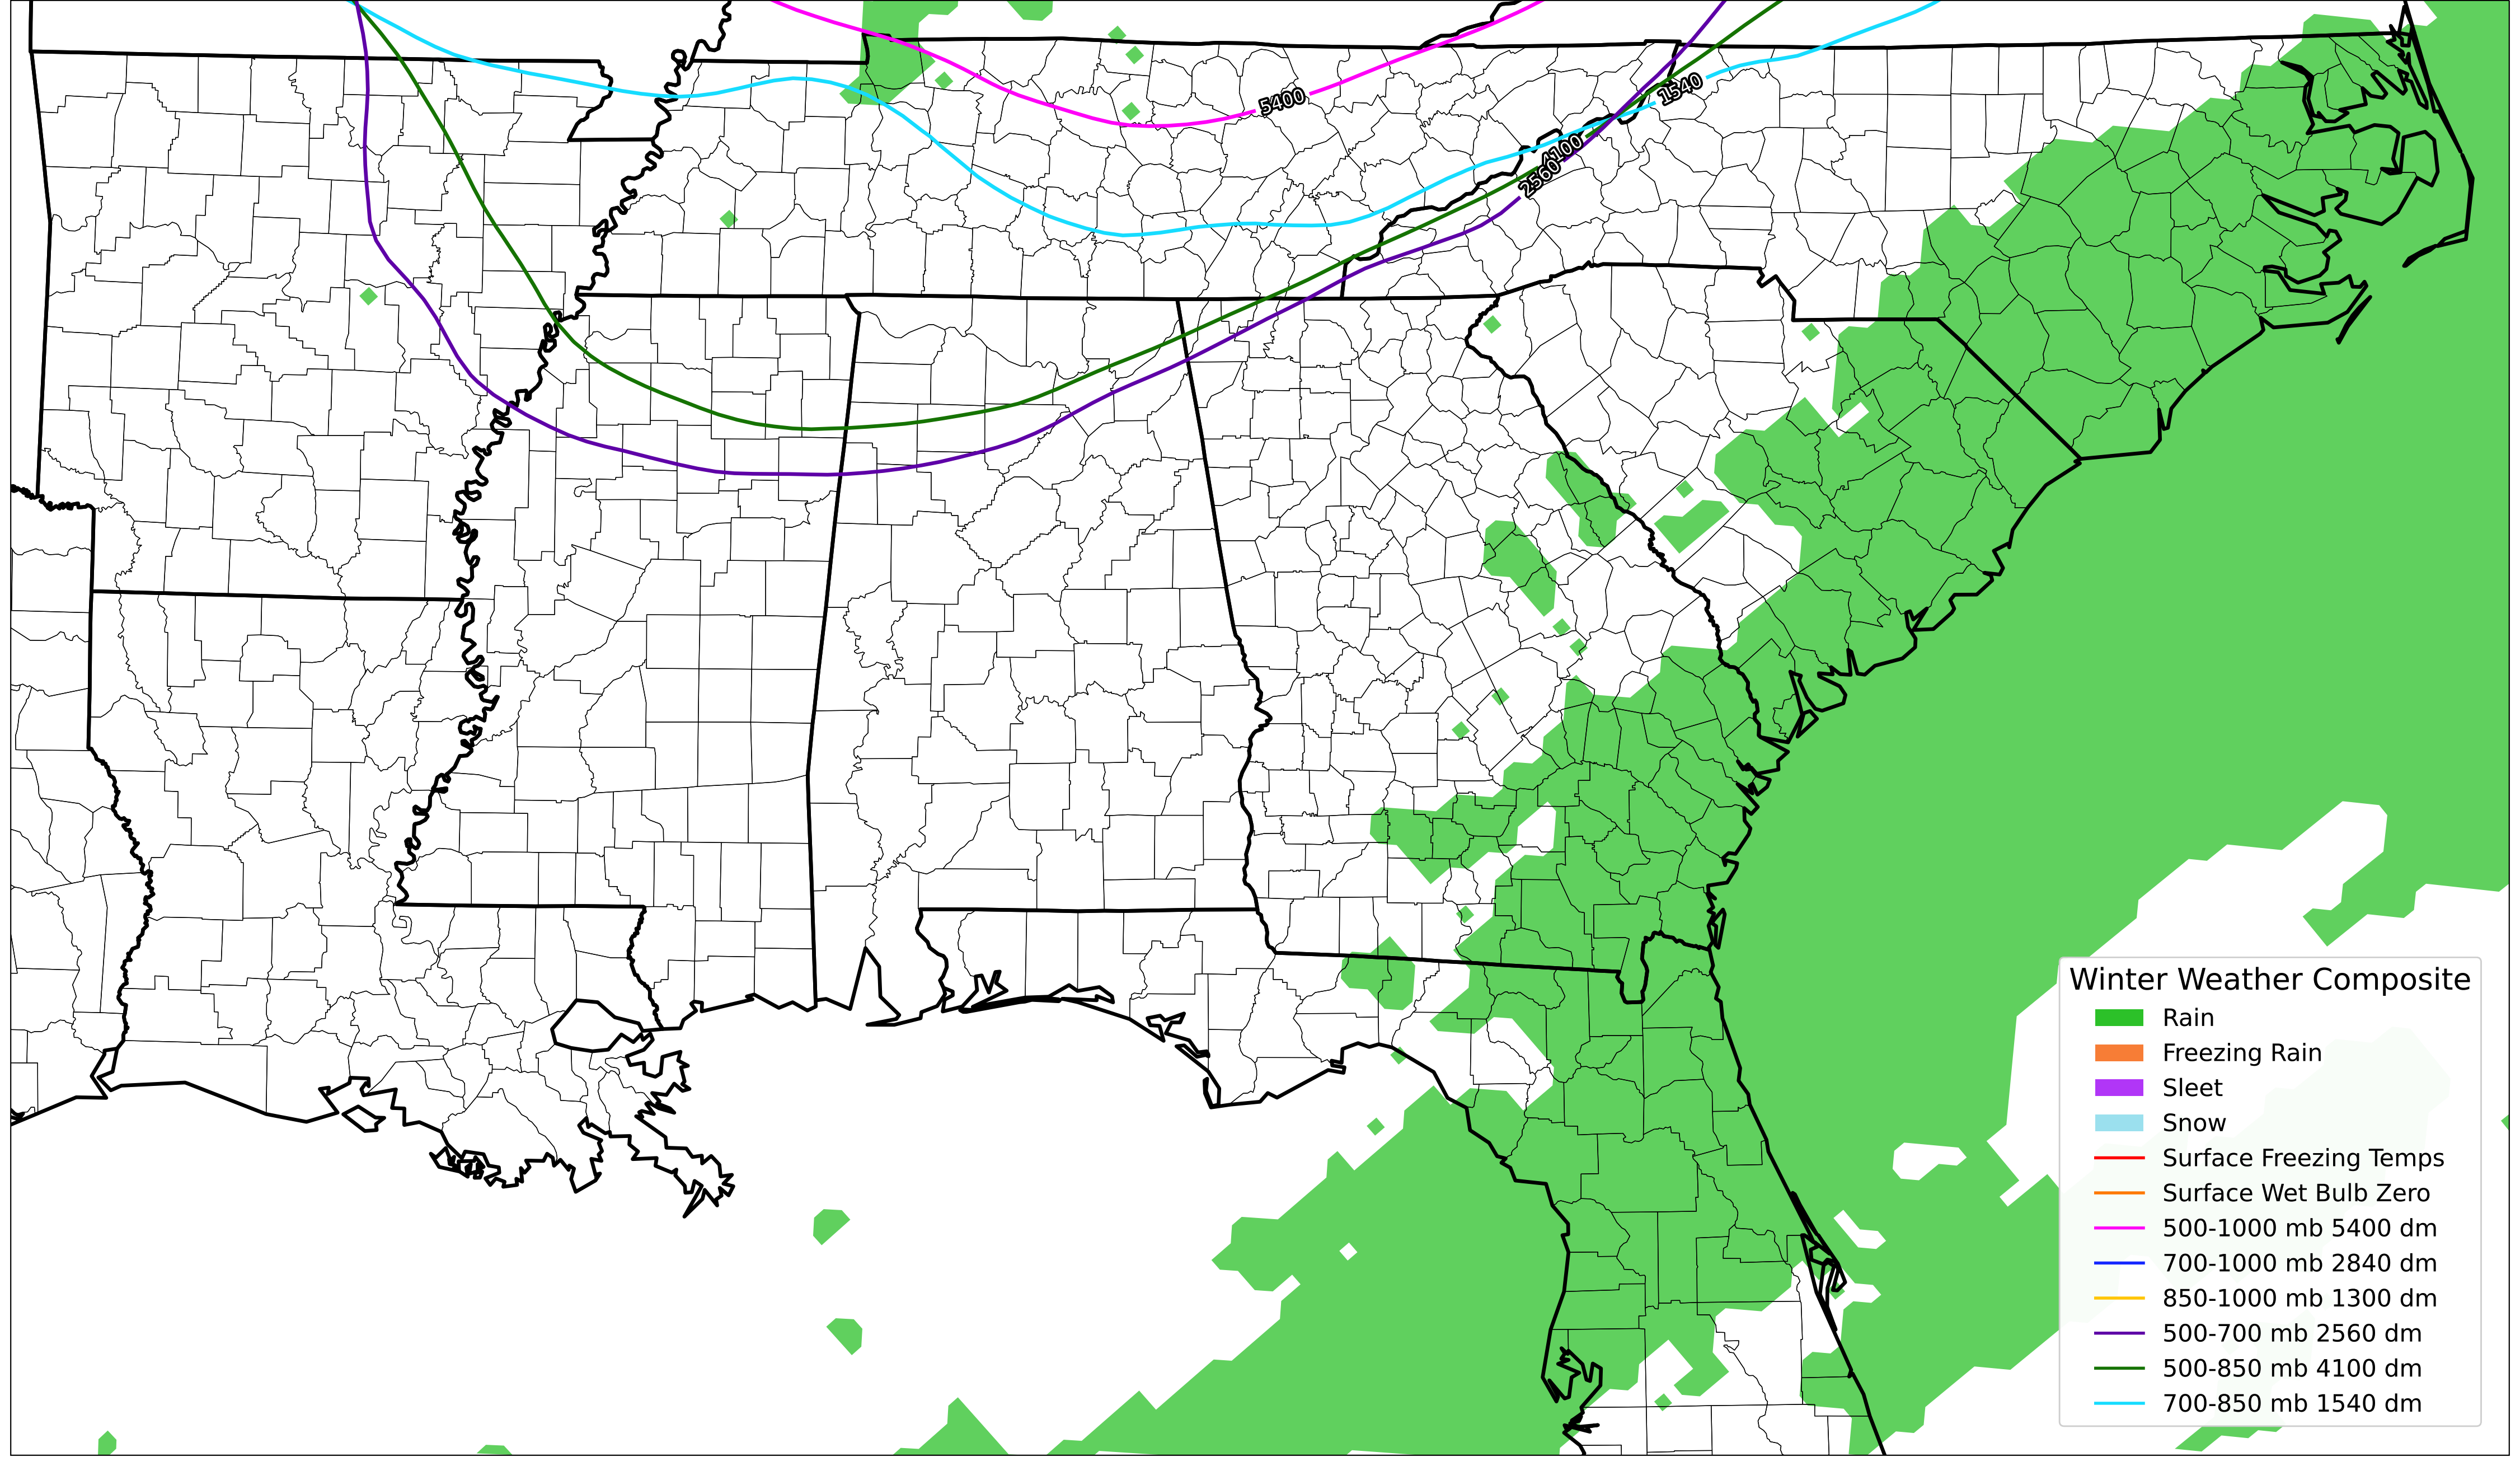 5400
1540
4100
2560
Winter Weather Composite
Rain
Freezing Rain
Sleet
Snow
Surface Freezing Temps
Surface Wet Bulb Zero
500-1000 mb 5400 dm
700-1000 mb 2840 dm
850-1000 mb 1300 dm
500-700 mb 2560 dm
500-850 mb 4100 dm
700-850 mb 1540 dm